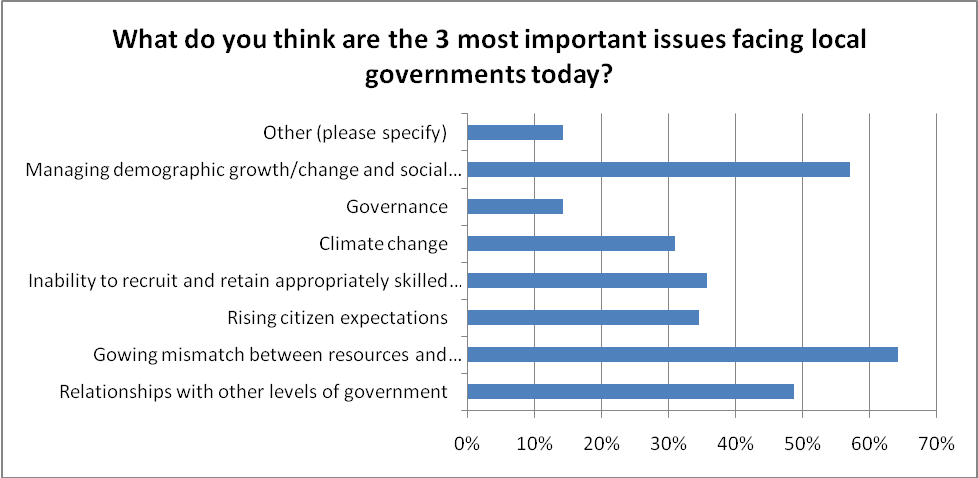 What do you think are the 3 most important issues facing local
governments today?
Other (please specify)
Managing demographic growth/change and social...
Governance
Climate change
Inability to recruit and retain appropriately skilled...
Rising citizen expectations
Gowing mismatch between resources and...
Relationships with other levels of government
0% 10% 20% 30% 40% 50% 60% 70%